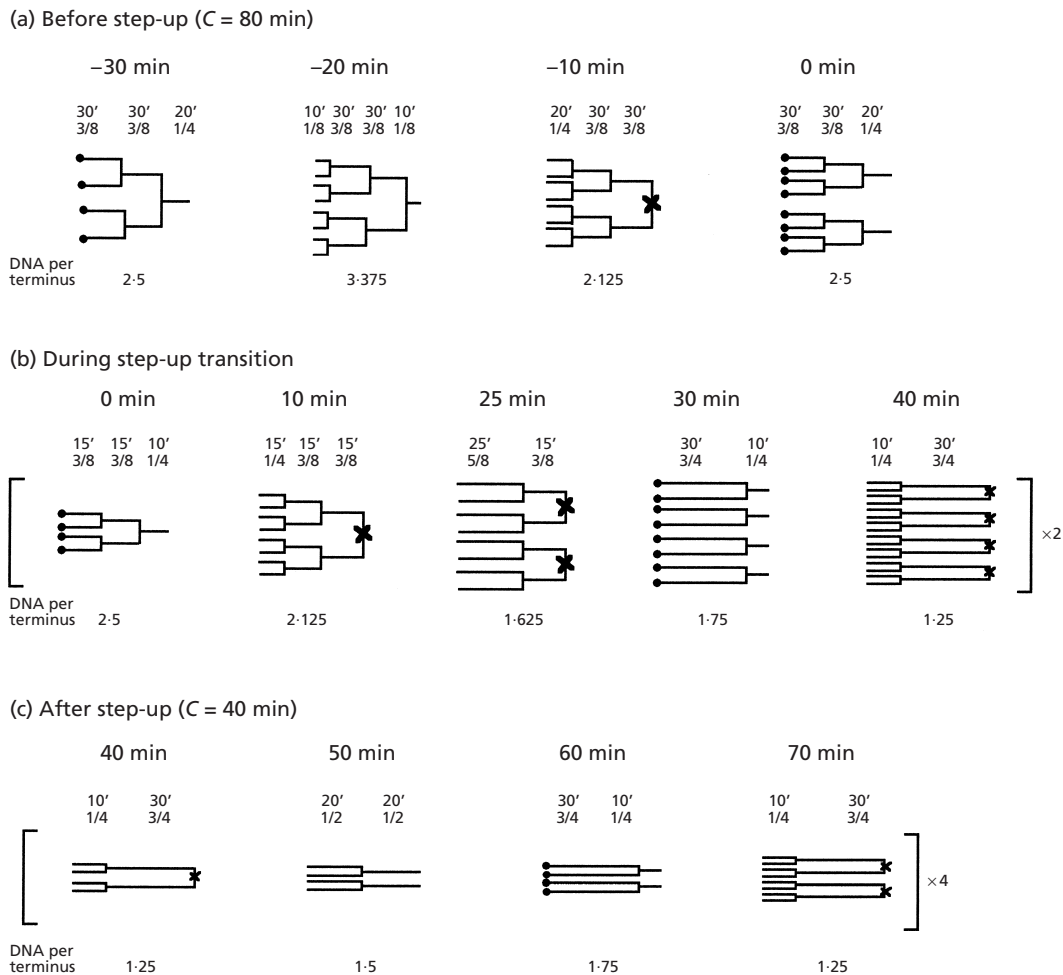 (a) Before step-up (C = 80 min)
–30 min –20 min –10 min 0 min
30′ 30′ 20′ 10′ 30′ 30′ 10′ 20′ 30′ 30′ 30′ 30′ 20′
3/8 3/8 1/4 1/8 3/8 3/8 1/8 1/4 3/8 3/8 3/8 3/8 1/4
DNA per
terminus 2·5 3·375 2·125 2·5
(b) During step-up transition
0 min 10 min 25 min 30 min 40 min
15′ 15′ 10′ 15′ 15′ 15′ 25′ 15′ 30′ 10′ 10′ 30′
3/8 3/8 1/4 1/4 3/8 3/8 5/8 3/8 3/4 1/4 1/4 3/4
×2
DNA per
terminus 2·5 2·125 1·625 1·75 1·25
(c) After step-up (C = 40 min)
40 min 50 min 60 min 70 min
10′ 30′ 20′ 20′ 30′ 10′ 10′ 30′
1/4 3/4 1/2 1/2 3/4 1/4 1/4 3/4
×4
DNA per
terminus 1·25 1·5 1·75 1·25